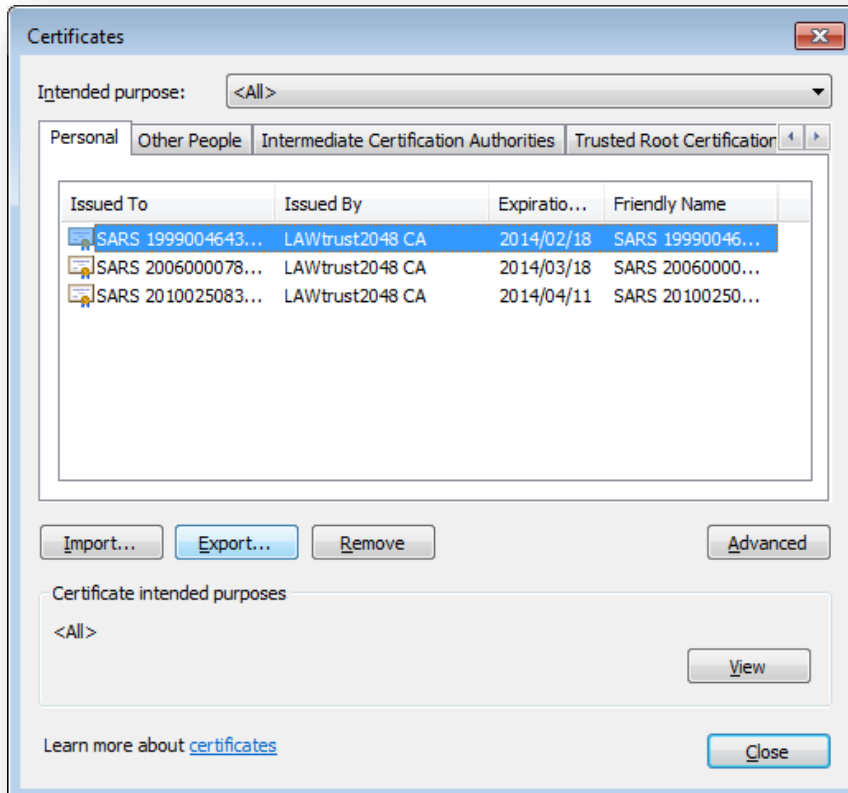 Certificates
Intended purpose: <All>
Personal Other People Intermediate Certification Authorities Trusted Root Certification
Issued To Issued By Expiratio... Friendly Name
SARS 1999004643... LAWtrust2048 CA 2014/02/18 SARS 19990046...
SARS 2006000078... LAWtrust2048 CA 2014/03/18 SARS 20060000...
SARS 2010025083... LAWtrust2048 CA 2014/04/11 SARS 20100250...
Import... Export... Remove Advanced
Certificate intended purposes
<All>
View
Learn more about certificates
Close